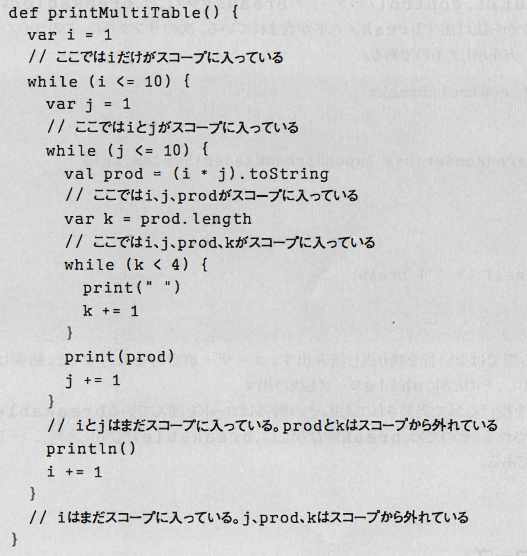 def printMultiTable() {
  var i = 1
  // ここではiだけがスコープに入っている
  while (i <= 10) {
    var j = 1
    // ここではiとjがスコープに入っている
    while (j <= 10) {
      val prod = (i * j).toString
      // ここではi、j、prodがスコープに入っている
      var k = prod.length
      // ここではi、j、prod、kがスコープに入っている
      while (k < 4) {
        print(" ")
        k += 1
      }
      print(prod)
      j += 1
    }
    // iとjはまだスコープに入っている。prodとkはスコープから外れている
    println()
    i += 1
  }
  // iはまだスコープに入っている。j、prod、kはスコープから外れている
}